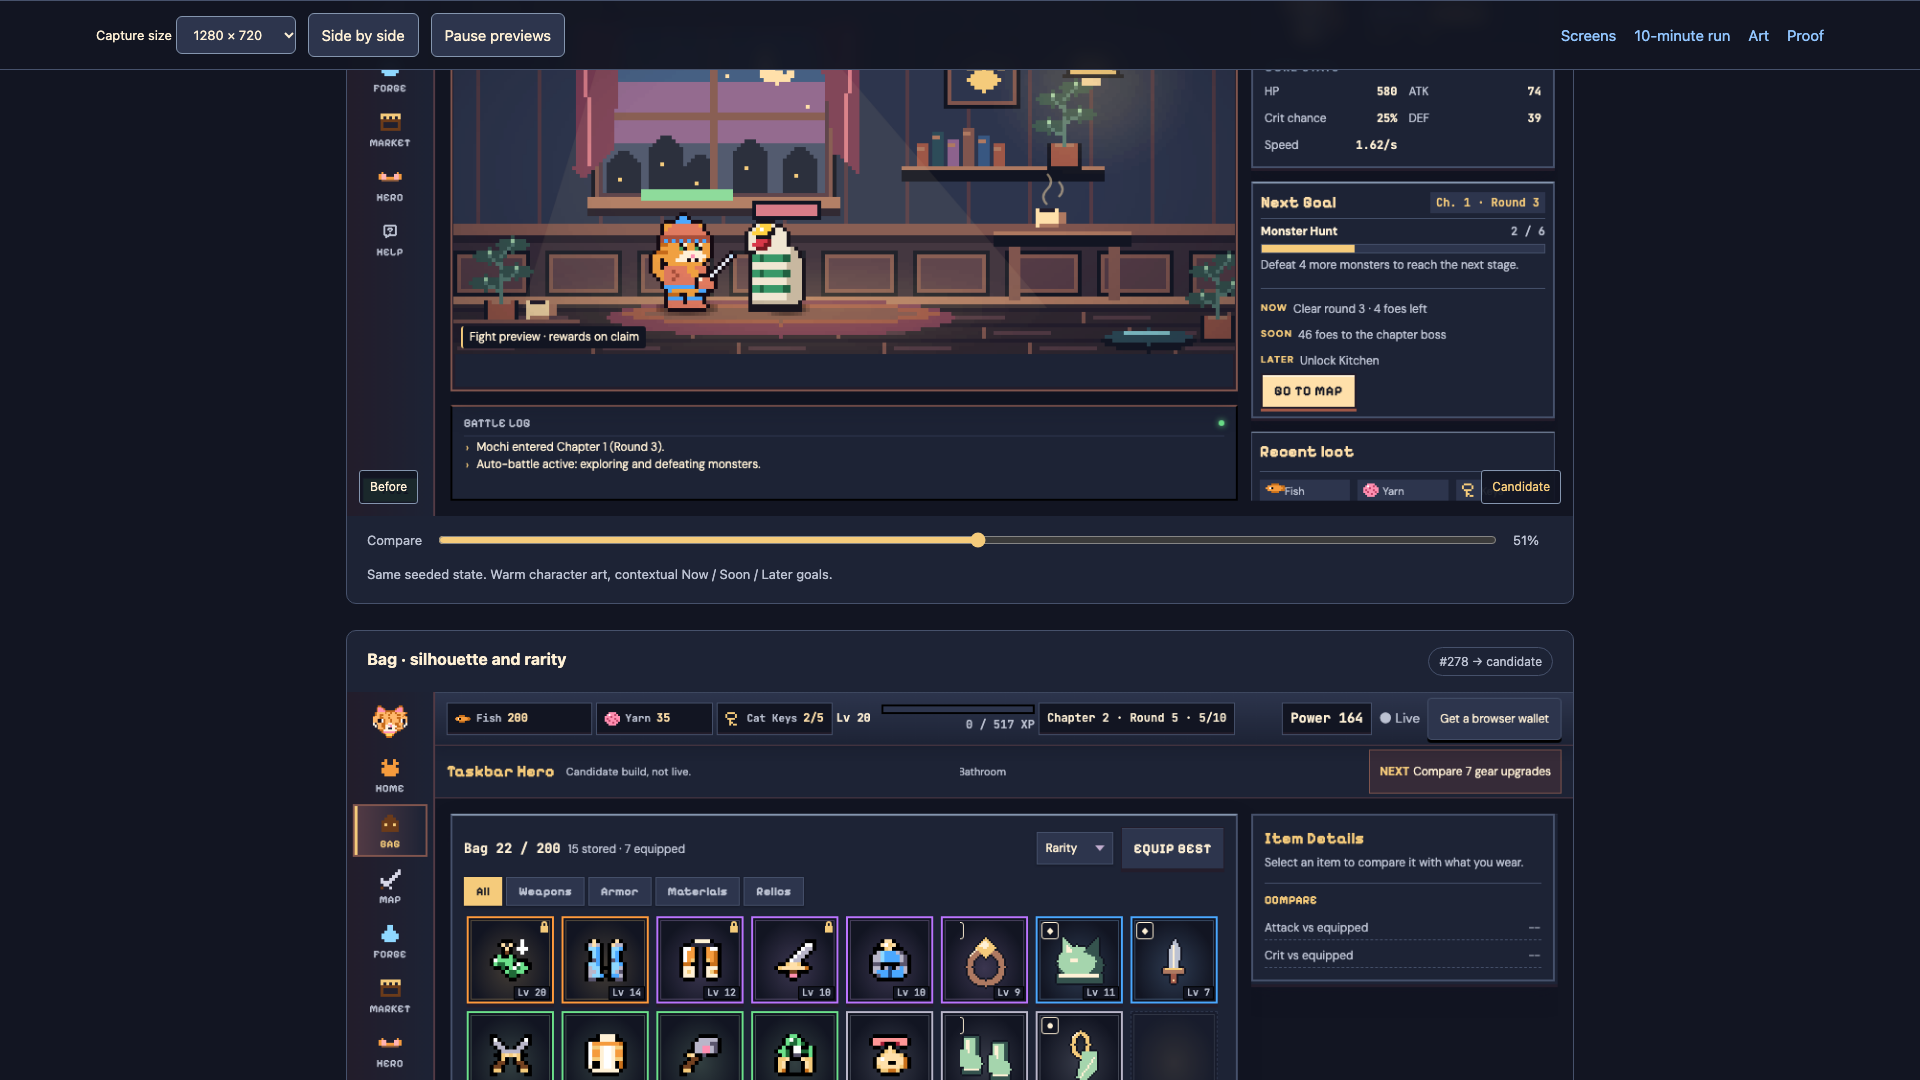 Capture size 1280 × 720 Side by side Pause previews Screens 10-minute run Art Proof
FORGE
MARKET
HERO
HELP
HP 580 ATK 74
Crit chance 25% DEF 39
Speed 1.62/s
Next Goal Ch. 1 · Round 3
Monster Hunt 2 / 6
Defeat 4 more monsters to reach the next stage.
NOW Clear round 3 · 4 foes left
SOON 46 foes to the chapter boss
LATER Unlock Kitchen
GO TO MAP
Fight preview · rewards on claim
BATTLE LOG
› Mochi entered Chapter 1 (Round 3).
› Auto-battle active: exploring and defeating monsters.
Recent loot
Fish Yarn
Before
Candidate
Compare 51%
Same seeded state. Warm character art, contextual Now / Soon / Later goals.
Bag · silhouette and rarity #278 → candidate
Fish 200 Yarn 35 Cat Keys 2/5 Lv 20 0 / 517 XP Chapter 2 · Round 5 · 5/10 Power 164 Live Get a browser wallet
Taskbar Hero Candidate build, not live. Bathroom NEXT Compare 7 gear upgrades
HOME
BAG
MAP
FORGE
MARKET
HERO
Bag 22 / 200 15 stored · 7 equipped Rarity EQUIP BEST
All Weapons Armor Materials Relics
Lv 20 Lv 14 Lv 12 Lv 10 Lv 10 Lv 9 Lv 11 Lv 7
Item Details
Select an item to compare it with what you wear.
COMPARE
Attack vs equipped --
Crit vs equipped --